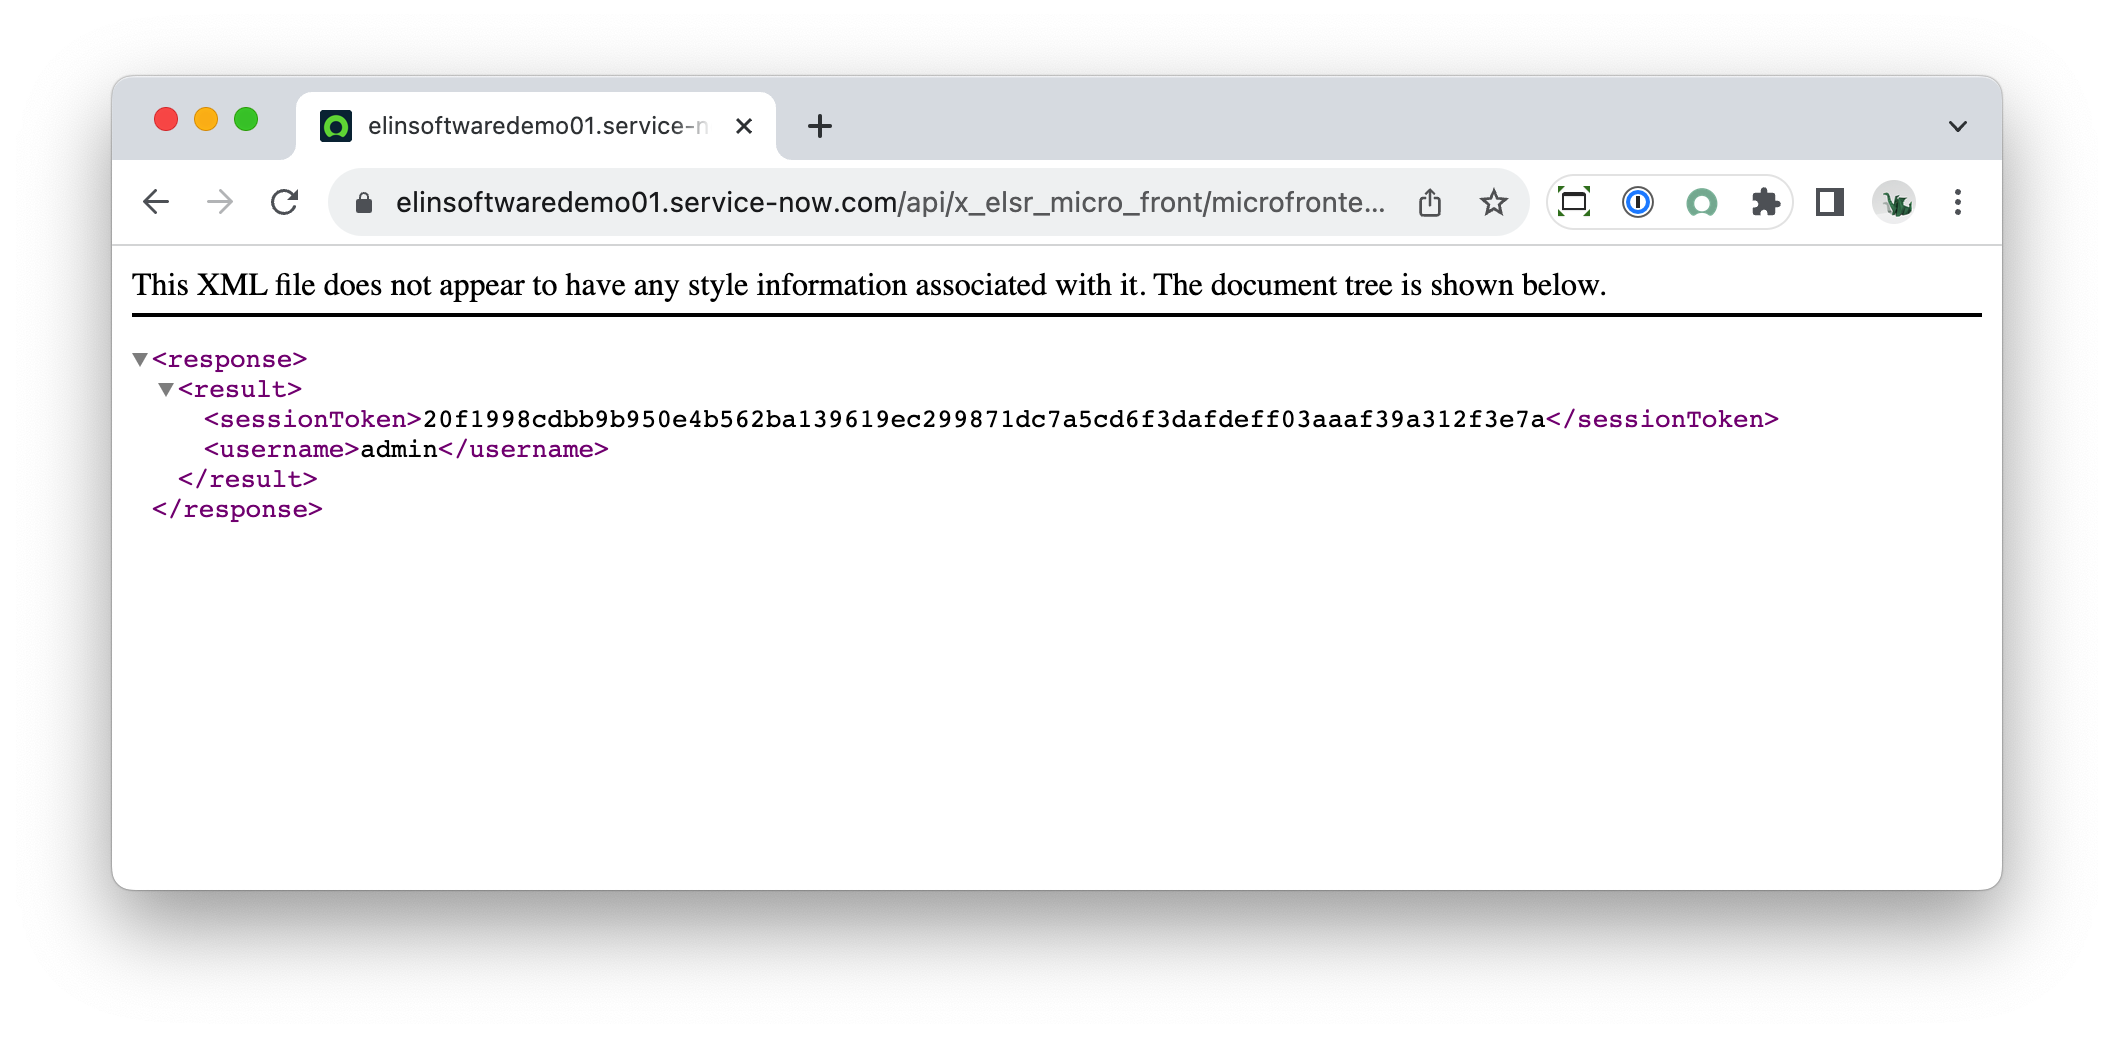 elinsoftwaredemo01.service-n
elinsoftwaredemo01.service-now.com/api/x_elsr_micro_front/microfronte...
This XML file does not appear to have any style information associated with it. The document tree is shown below.
<response>
<result>
<sessionToken>20f1998cdbb9b950e4b562ba139619ec299871dc7a5cd6f3dafdeff03aaaf39a312f3e7a</sessionToken>
<username>admin</username>
</result>
</response>